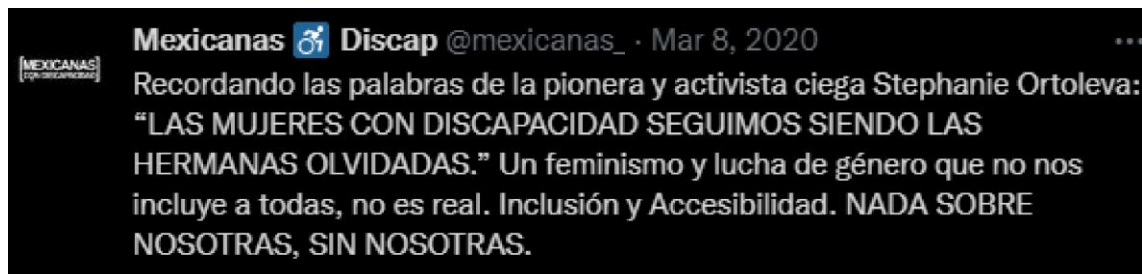 Mexicanas ♿ Discap @mexicanas_ · Mar 8, 2020
[MEXICANAS]
CON DISCAPACIDAD
Recordando las palabras de la pionera y activista ciega Stephanie Ortoleva:
“LAS MUJERES CON DISCAPACIDAD SEGUIMOS SIENDO LAS
HERMANAS OLVIDADAS.” Un feminismo y lucha de género que no nos
incluye a todas, no es real. Inclusión y Accesibilidad. NADA SOBRE
NOSOTRAS, SIN NOSOTRAS.